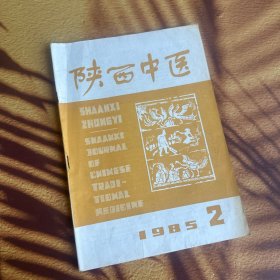 陕西中医
SHAANXI
ZHONGYI
SHAANXI
JOURNAL
OF
CHINESE
TRADI-
TIONAL
MEDICINE
1985 2